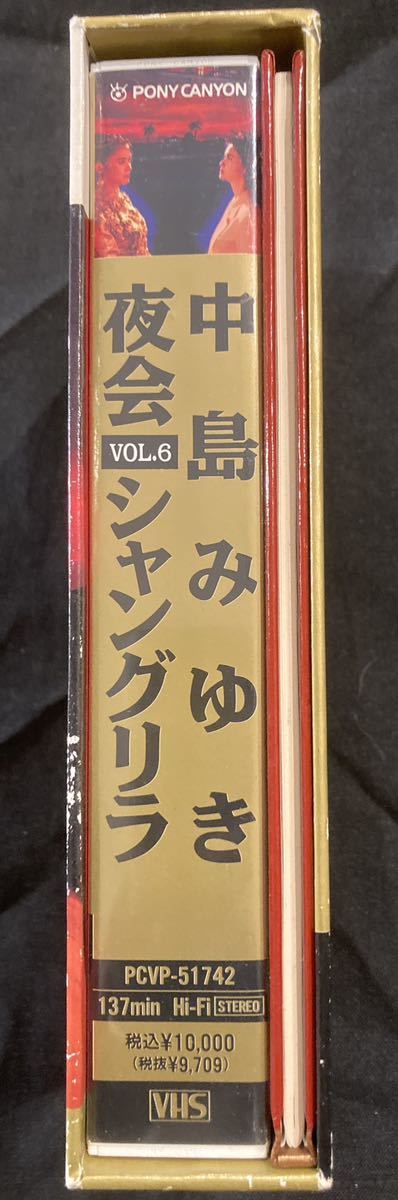 PONY CANYON
中島みゆき
夜会 VOL.6 シャングリラ
PCVP-51742
137min Hi-Fi STEREO
税込¥10,000
(税抜¥9,709)
VHS